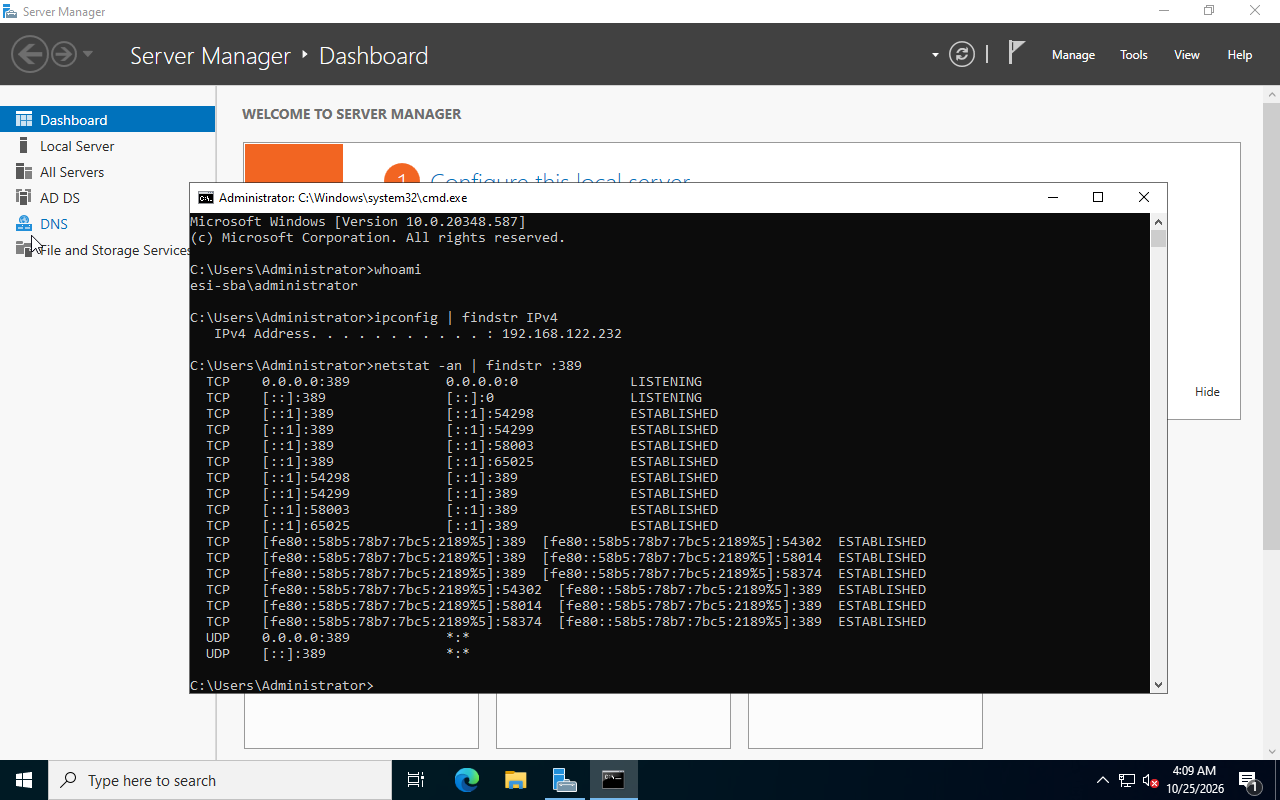 Server Manager
Server Manager ‣ Dashboard
Manage Tools View Help
Dashboard
Local Server
All Servers
AD DS
DNS
File and Storage Services
WELCOME TO SERVER MANAGER
1 Configure this local server
Hide
Administrator: C:\Windows\system32\cmd.exe
Microsoft Windows [Version 10.0.20348.587]
(c) Microsoft Corporation. All rights reserved.
C:\Users\Administrator>whoami
esi-sba\administrator
C:\Users\Administrator>ipconfig | findstr IPv4
IPv4 Address. . . . . . . . . . . : 192.168.122.232
C:\Users\Administrator>netstat -an | findstr :389
TCP 0.0.0.0:389 0.0.0.0:0 LISTENING
TCP [::]:389 [::]:0 LISTENING
TCP [::1]:389 [::1]:54298 ESTABLISHED
TCP [::1]:389 [::1]:54299 ESTABLISHED
TCP [::1]:389 [::1]:58003 ESTABLISHED
TCP [::1]:389 [::1]:65025 ESTABLISHED
TCP [::1]:54298 [::1]:389 ESTABLISHED
TCP [::1]:54299 [::1]:389 ESTABLISHED
TCP [::1]:58003 [::1]:389 ESTABLISHED
TCP [::1]:65025 [::1]:389 ESTABLISHED
TCP [fe80::58b5:78b7:7bc5:2189%5]:389 [fe80::58b5:78b7:7bc5:2189%5]:54302 ESTABLISHED
TCP [fe80::58b5:78b7:7bc5:2189%5]:389 [fe80::58b5:78b7:7bc5:2189%5]:58014 ESTABLISHED
TCP [fe80::58b5:78b7:7bc5:2189%5]:389 [fe80::58b5:78b7:7bc5:2189%5]:58374 ESTABLISHED
TCP [fe80::58b5:78b7:7bc5:2189%5]:54302 [fe80::58b5:78b7:7bc5:2189%5]:389 ESTABLISHED
TCP [fe80::58b5:78b7:7bc5:2189%5]:58014 [fe80::58b5:78b7:7bc5:2189%5]:389 ESTABLISHED
TCP [fe80::58b5:78b7:7bc5:2189%5]:58374 [fe80::58b5:78b7:7bc5:2189%5]:389 ESTABLISHED
UDP 0.0.0.0:389 *:*
UDP [::]:389 *:*
C:\Users\Administrator>
Type here to search
4:09 AM
10/25/2026
1